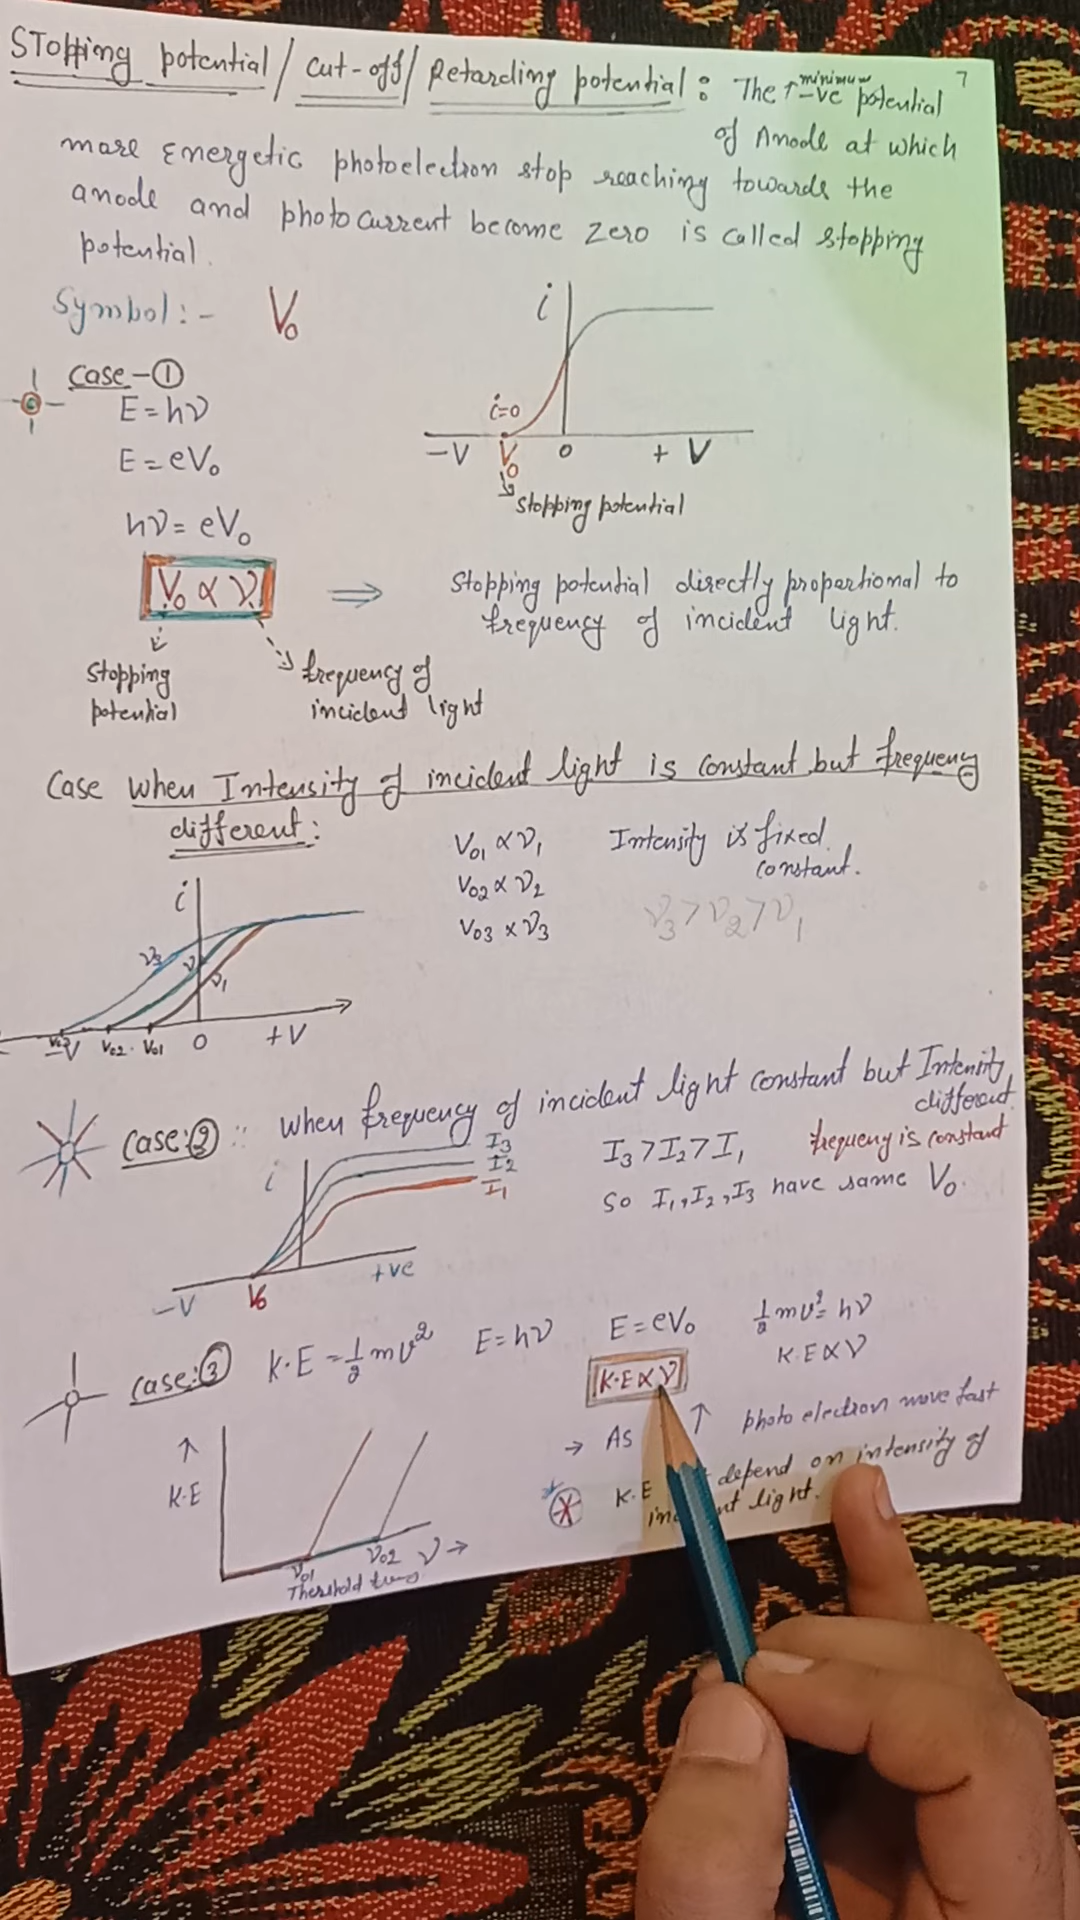 Stopping potential / cut-off / Retarding potential : The ↑ minimum -ve potential
7
of Anode at which
more energetic photoelectron stop reaching towards the
anode and photocurrent become zero is called stopping
potential.
Symbol :- V₀
i
i=0
-V V₀ 0 + V
stopping potential
Case-①
E = hν
E = eV₀
hν = eV₀
V₀ ∝ ν ⇒ Stopping potential directly proportional to
frequency of incident light.
Stopping
potential
frequency of
incident light
Case when Intensity of incident light is constant but frequency
different :
V₀₁ ∝ ν₁ Intensity is fixed
constant.
V₀₂ ∝ ν₂
V₀₃ ∝ ν₃ ν₃ > ν₂ > ν₁
i
ν₃ ν ν₁
-V V₀₂ V₀₁ 0 +V
Case:② :: when frequency of incident light constant but Intensity
different
I₃ > I₂ > I₁ frequency is constant
So I₁, I₂, I₃ have same V₀.
i
I₃
I₂
I₁
-V V₀ +ve
Case:③ K.E = ½ mv² E = hν E = eV₀ ½ mv² = hν
K.E ∝ ν K.E ∝ ν
→ As ↑ photo electron move fast
K.E depend on intensity of
light.
↑
K.E
ν₀₁ ν₀₂ ν →
Threshold